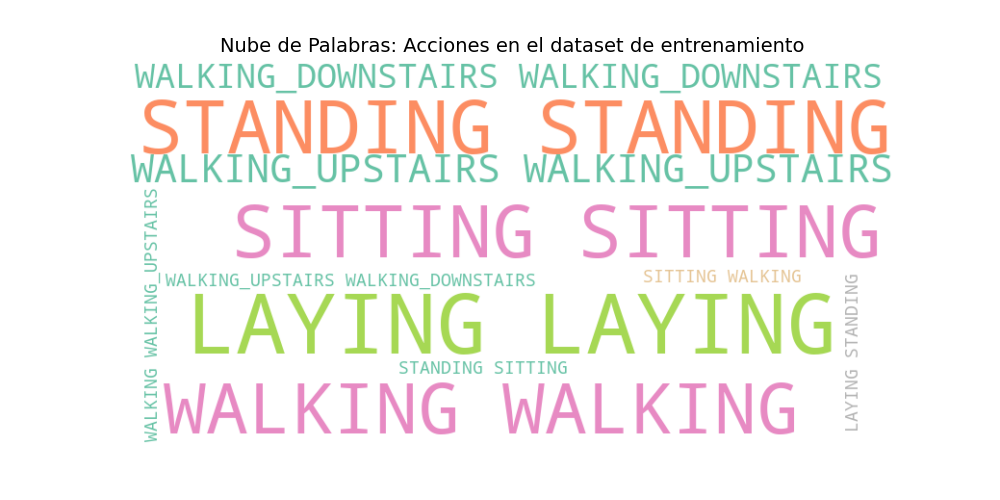 Nube de Palabras: Acciones en el dataset de entrenamiento
WALKING_DOWNSTAIRS WALKING_DOWNSTAIRS
STANDING STANDING
WALKING_UPSTAIRS WALKING_UPSTAIRS
WALKING WALKING_UPSTAIRS
SITTING SITTING
WALKING_UPSTAIRS WALKING_DOWNSTAIRS
SITTING WALKING
LAYING LAYING
LAYING STANDING
STANDING SITTING
WALKING WALKING